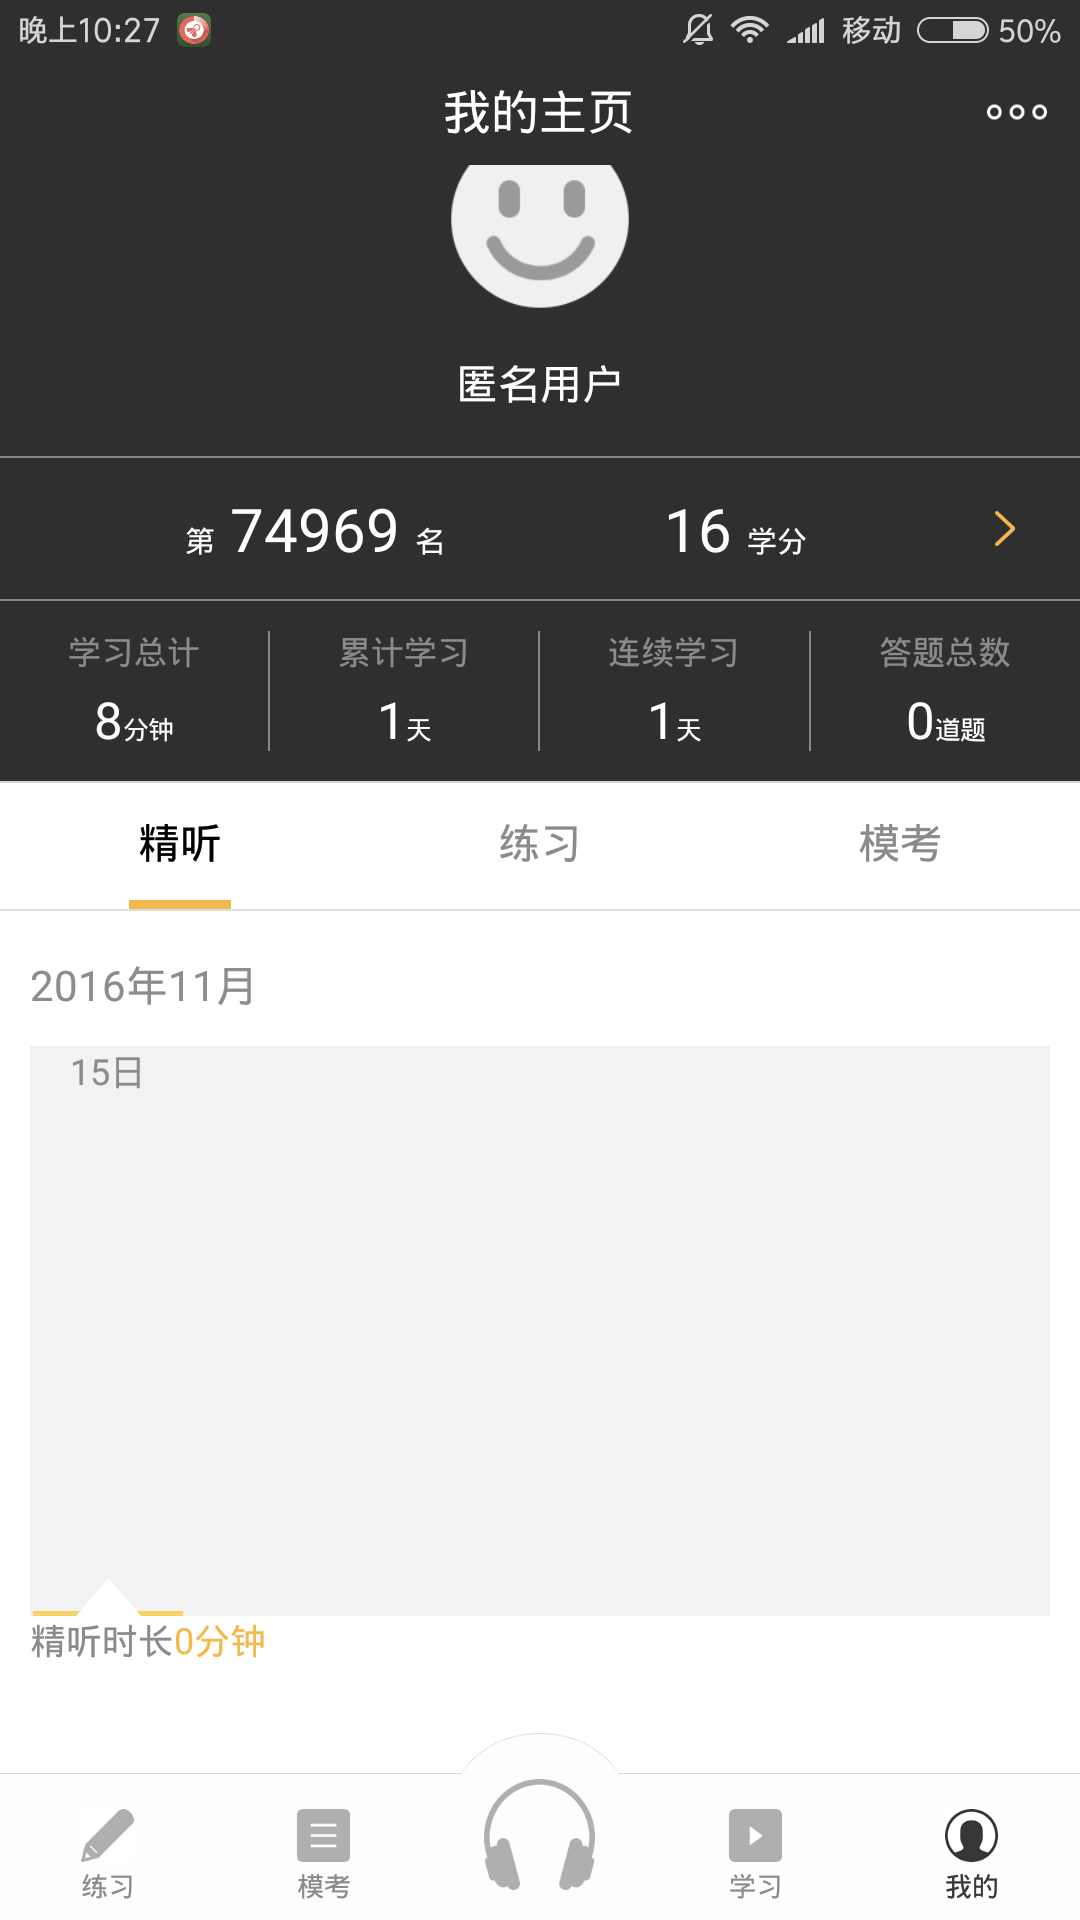 晚上10:27 移动 50%
我的主页
匿名用户
第 74969 名 16 学分
学习总计 累计学习 连续学习 答题总数
8分钟 1天 1天 0道题
精听 练习 模考
2016年11月
15日
精听时长0分钟
练习 模考 学习 我的